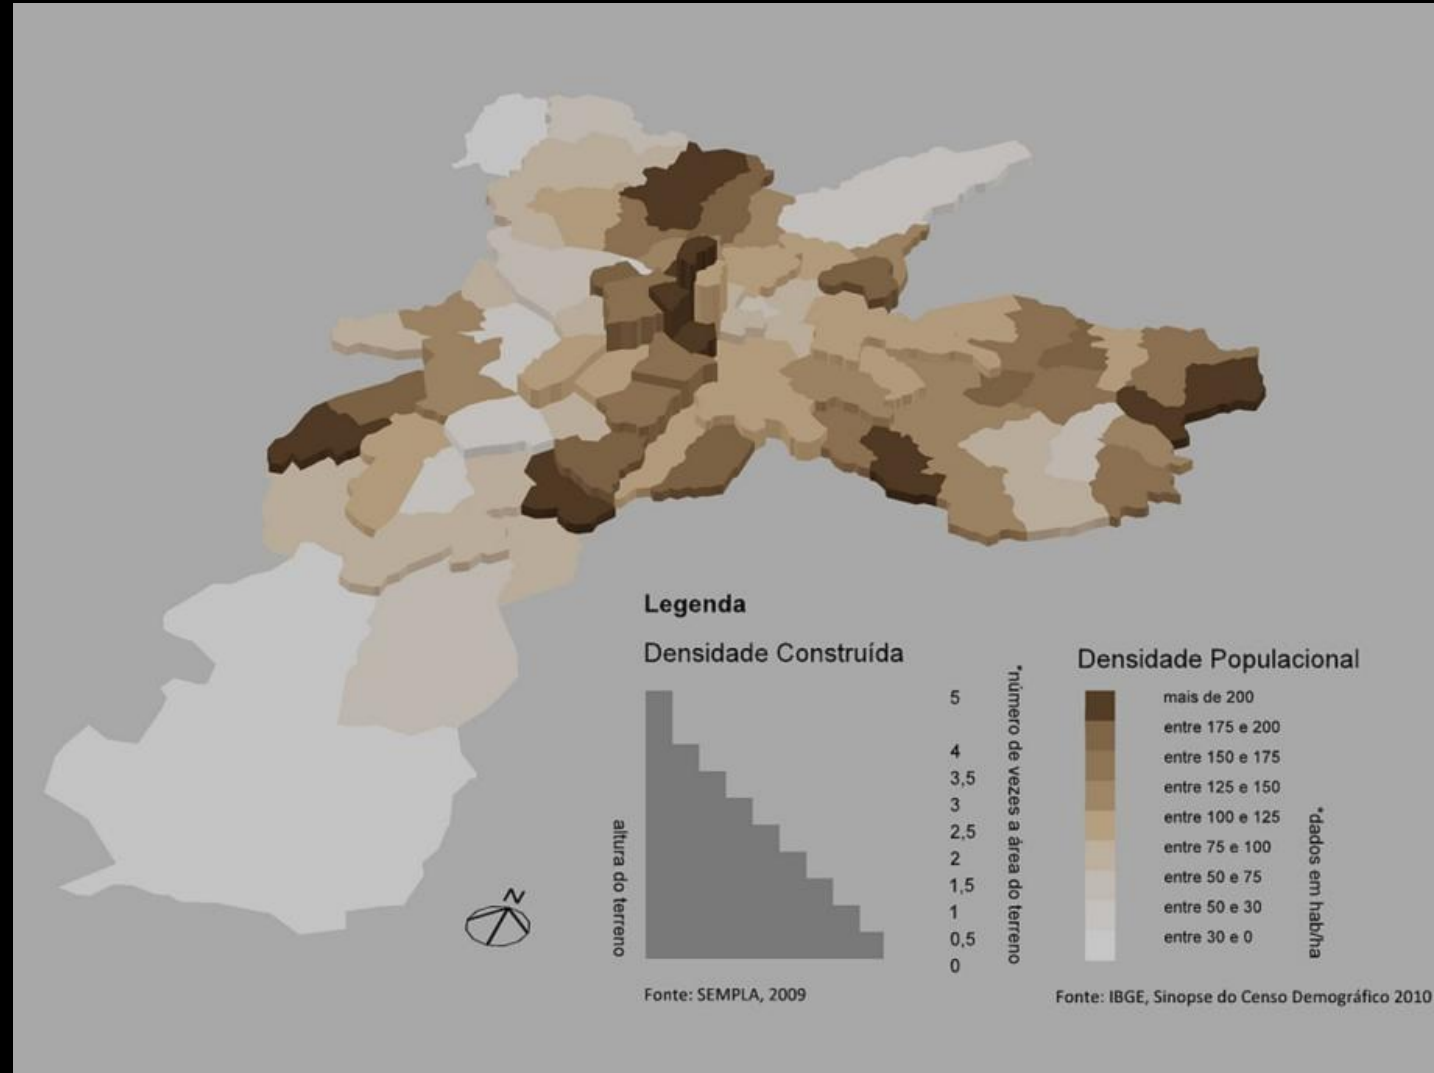 Legenda
Densidade Construída
5
4
3,5
3
2,5
2
1,5
1
0,5
0
altura do terreno
*número de vezes a área do terreno
Fonte: SEMPLA, 2009
N
Densidade Populacional
mais de 200
entre 175 e 200
entre 150 e 175
entre 125 e 150
entre 100 e 125
entre 75 e 100
entre 50 e 75
entre 50 e 30
entre 30 e 0
*dados em hab/ha
Fonte: IBGE, Sinopse do Censo Demográfico 2010